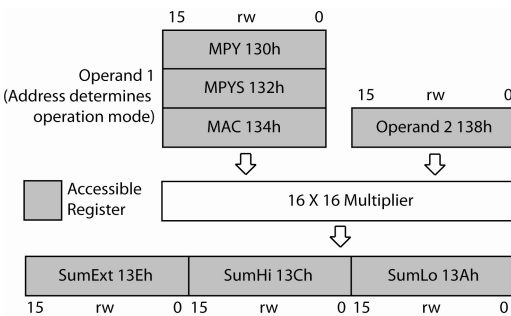 15 rw 0
MPY 130h
Operand 1
(Address determines
operation mode)
MPYS 132h
MAC 134h
15 rw 0
Operand 2 138h
Accessible
Register
16 X 16 Multiplier
SumExt 13Eh
SumHi 13Ch
SumLo 13Ah
15 rw 0
15 rw 0
15 rw 0